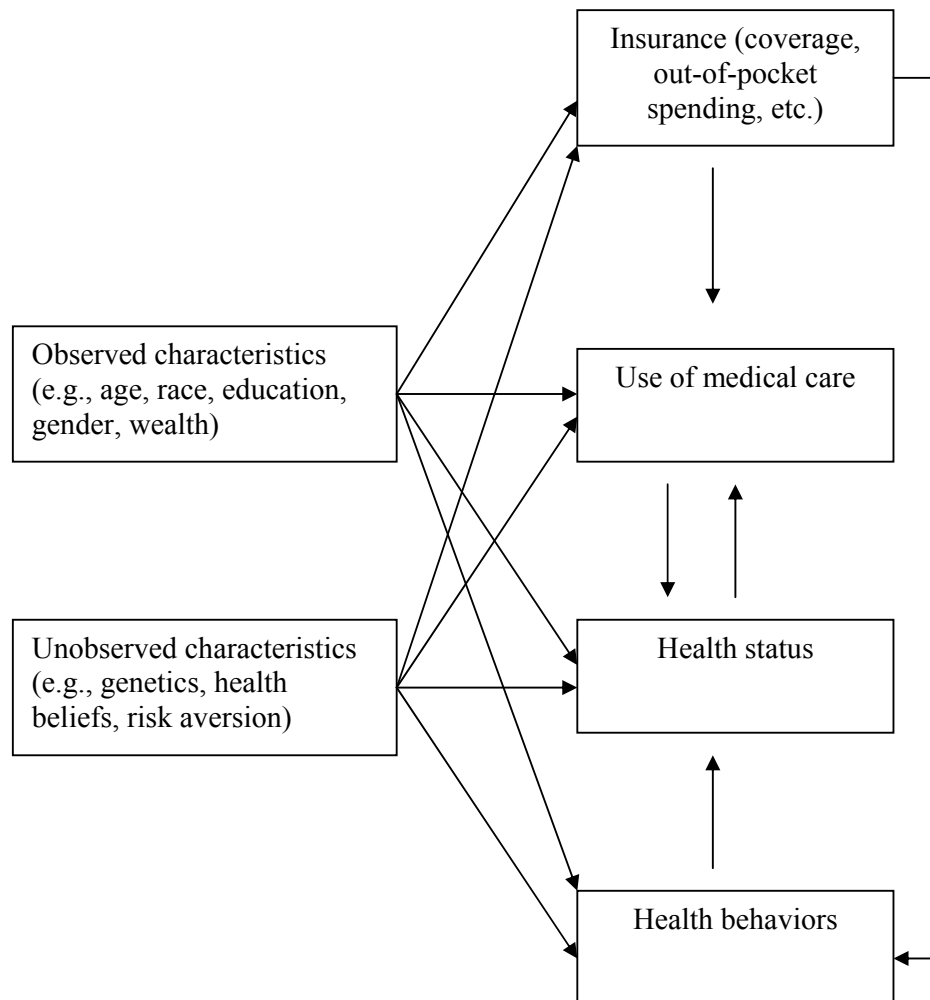 Insurance (coverage,
out-of-pocket
spending, etc.)
Observed characteristics
(e.g., age, race, education,
gender, wealth)
Use of medical care
Unobserved characteristics
(e.g., genetics, health
beliefs, risk aversion)
Health status
Health behaviors